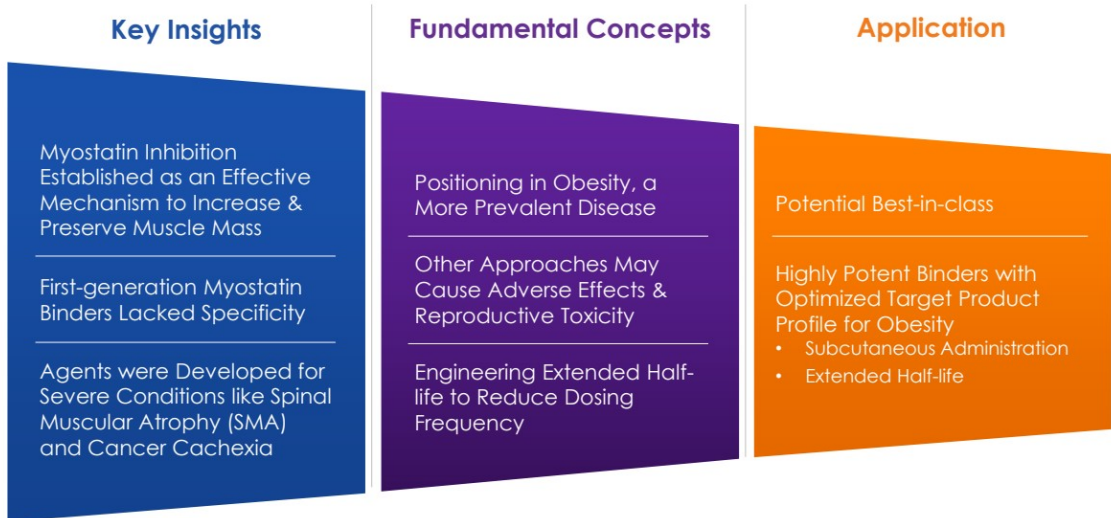 Key Insights
Myostatin Inhibition
Established as an Effective
Mechanism to Increase &
Preserve Muscle Mass
First-generation Myostatin
Binders Lacked Specificity
Agents were Developed for
Severe Conditions like Spinal
Muscular Atrophy (SMA)
and Cancer Cachexia
Fundamental Concepts
Positioning in Obesity, a
More Prevalent Disease
Other Approaches May
Cause Adverse Effects &
Reproductive Toxicity
Engineering Extended Half-
life to Reduce Dosing
Frequency
Application
Potential Best-in-class
Highly Potent Binders with
Optimized Target Product
Profile for Obesity
• Subcutaneous Administration
• Extended Half-life